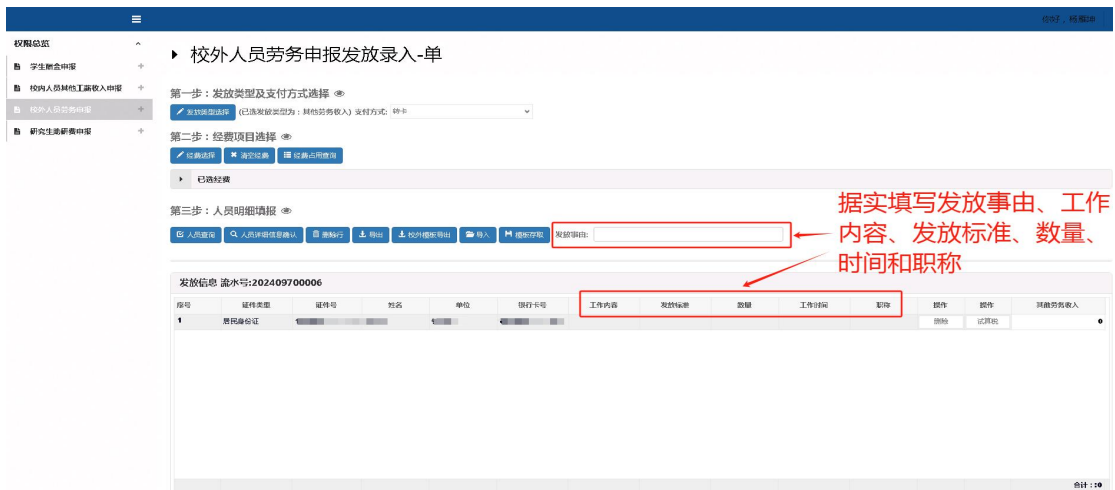 权限总览
学生酬金申报
校内人员其他工薪收入申报
校外人员劳务申报
研究生助研费申报
校外人员劳务申报发放录入-单
第一步：发放类型及支付方式选择
发放类型选择 (已选发放类型为：其他劳务收入) 支付方式: 转卡
第二步：经费项目选择
经费选择 清空经费 经费占用查询
已选经费
第三步：人员明细填报
人员查询 人员详细信息确认 删除行 导出 校外模板导出 导入 模板存取 发放事由:
据实填写发放事由、工作
内容、发放标准、数量、
时间和职称
发放信息 流水号:202409700006
序号 证件类型 证件号 姓名 单位 银行卡号 工作内容 发放标准 数量 工作时间 职称 操作 操作 其他劳务收入
1 居民身份证 删除 试算税 0
合计：:0